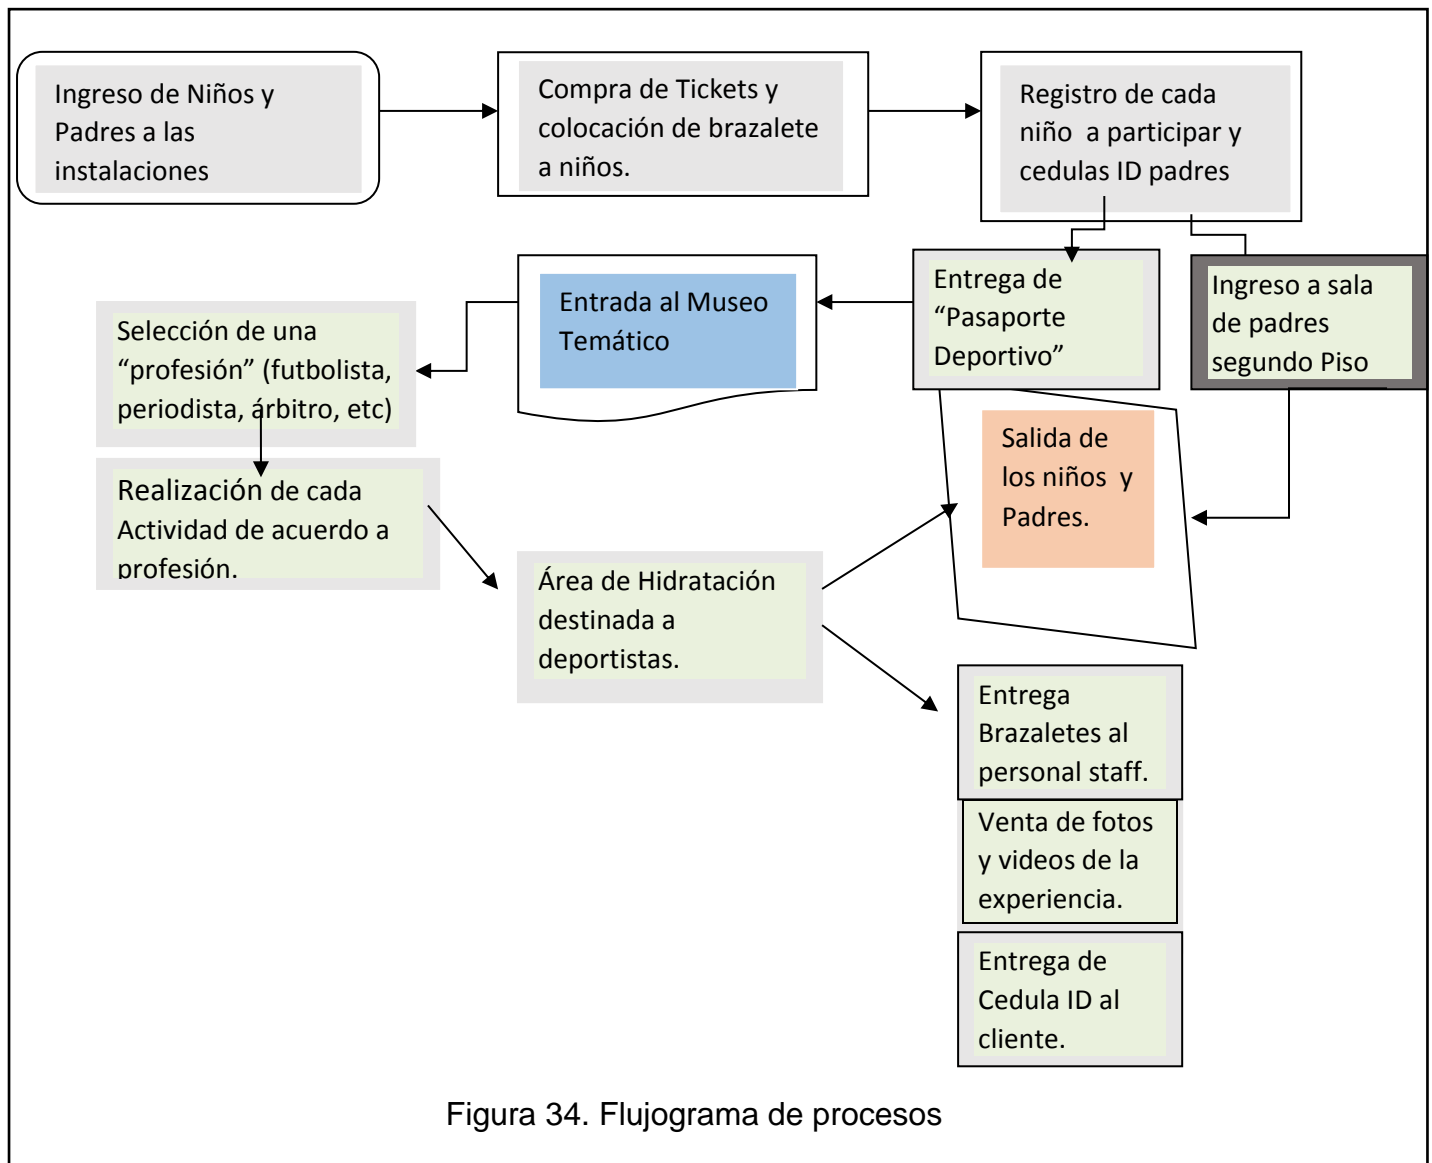 Ingreso de Niños y
Padres a las
instalaciones
Compra de Tickets y
colocación de brazalete
a niños.
Registro de cada
niño  a participar y
cedulas ID padres
Selección de una
“profesión” (futbolista,
periodista, árbitro, etc)
Entrada al Museo
Temático
Entrega de
“Pasaporte
Deportivo”
Ingreso a sala
de padres
segundo Piso
Realización de cada
Actividad de acuerdo a
profesión.
Área de Hidratación
destinada a
deportistas.
Salida de
los niños  y
Padres.
Entrega
Brazaletes al
personal staff.
Venta de fotos
y videos de la
experiencia.
Entrega de
Cedula ID al
cliente.
Figura 34. Flujograma de procesos